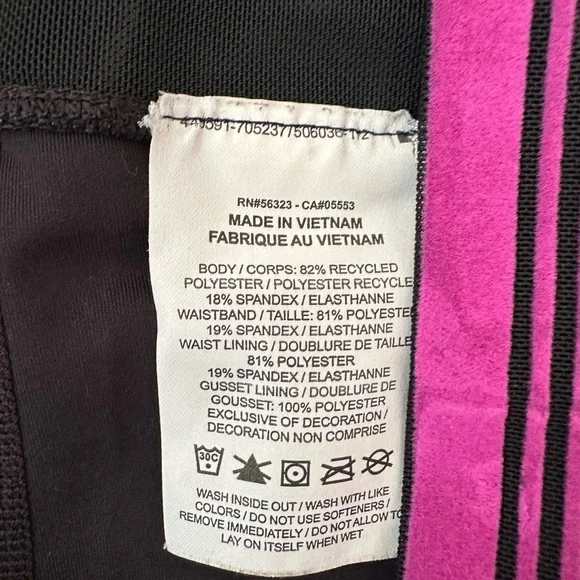 RN#56323 - CA#05553
MADE IN VIETNAM
FABRIQUE AU VIETNAM
BODY / CORPS: 82% RECYCLED
POLYESTER / POLYESTER RECYCLE
18% SPANDEX / ELASTHANNE
WAISTBAND / TAILLE: 81% POLYEST
19% SPANDEX / ELASTHANNE
WAIST LINING / DOUBLURE DE TAILLE
81% POLYESTER
19% SPANDEX / ELASTHANNE
GUSSET LINING / DOUBLURE DE
GOUSSET: 100% POLYESTER
EXCLUSIVE OF DECORATION /
DECORATION NON COMPRISE
30C
WASH INSIDE OUT / WASH WITH LIKE
COLORS / DO NOT USE SOFTENERS /
REMOVE IMMEDIATELY / DO NOT ALLOW TO
LAY ON ITSELF WHEN WET